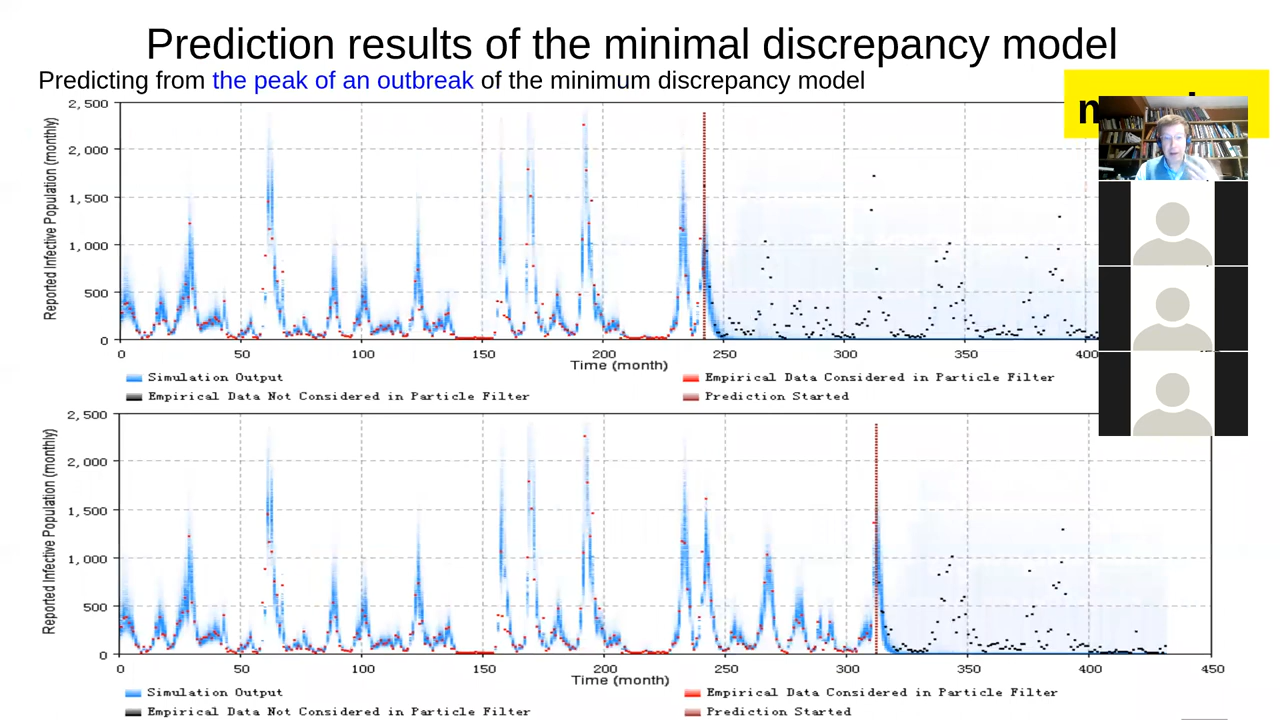 Prediction results of the minimal discrepancy model
Predicting from the peak of an outbreak of the minimum discrepancy model
Reported Infective Population (monthly)
2,500
2,000
1,500
1,000
500
0
0 50 100 150 200 250 300 350 400
Time (month)
Simulation Output
Empirical Data Considered in Particle Filter
Empirical Data Not Considered in Particle Filter
Prediction Started
Reported Infective Population (monthly)
2,500
2,000
1,500
1,000
500
0
0 50 100 150 200 250 300 350 400 450
Time (month)
Simulation Output
Empirical Data Considered in Particle Filter
Empirical Data Not Considered in Particle Filter
Prediction Started